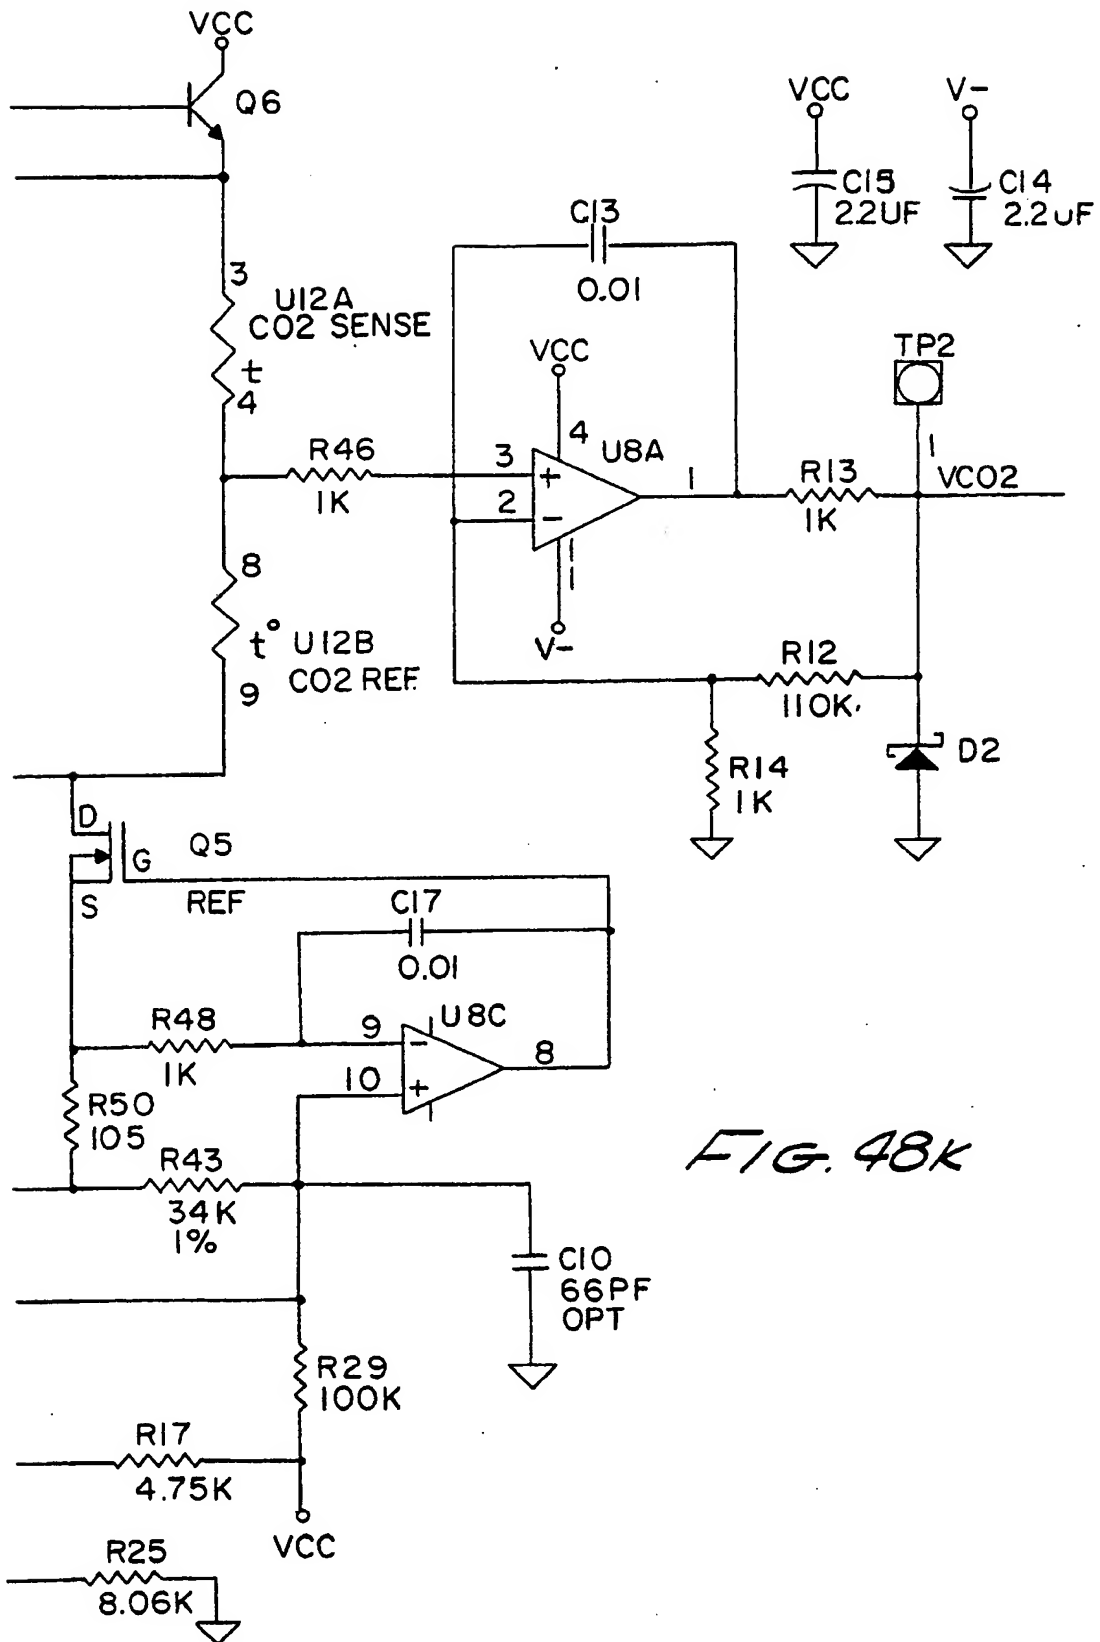 VCC
Q6
VCC
V-
C15
2.2UF
C14
2.2UF
C13
0.01
3
U12A
CO2 SENSE
t
4
VCC
4
U8A
TP2
1
R46
1K
3
+
2
-
1
R13
1K
VCO2
11
V-
8
t° U12B
CO2 REF.
9
R12
110K
R14
1K
D2
D
G
S
Q5
REF
C17
0.01
R48
1K
9
-
U8C
8
10
+
R50
105
R43
34K
1%
FIG. 48K
C10
66PF
OPT
R29
100K
R17
4.75K
VCC
R25
8.06K